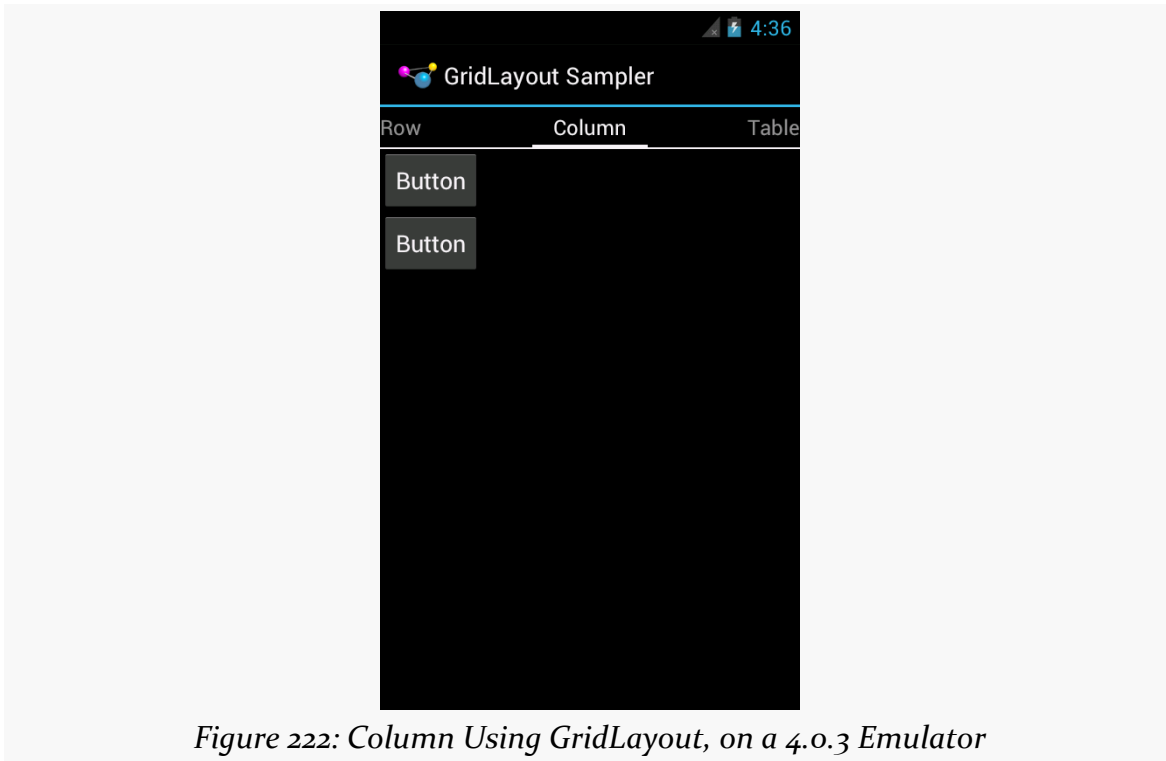 4:36
GridLayout Sampler
Row Column Table
Button
Button
Figure 222: Column Using GridLayout, on a 4.0.3 Emulator